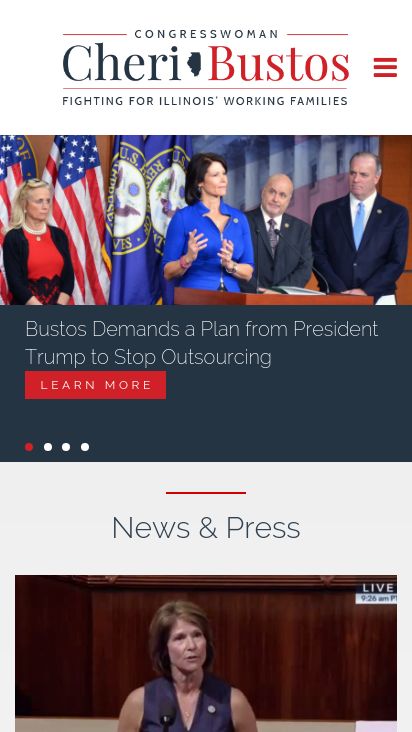 CONGRESSWOMAN
Cheri Bustos
FIGHTING FOR ILLINOIS' WORKING FAMILIES
Bustos Demands a Plan from President
Trump to Stop Outsourcing
LEARN MORE
News & Press
LIVE
9:26 am PT